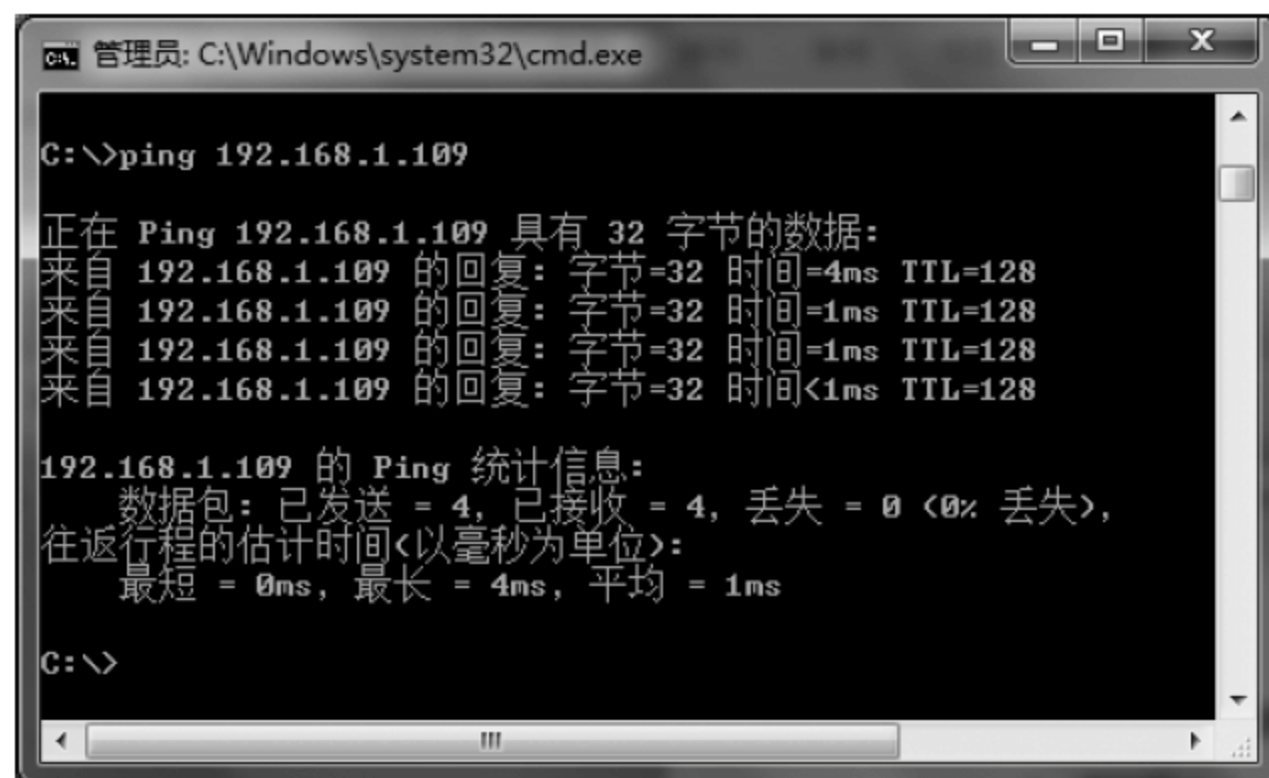 管理员: C:\Windows\system32\cmd.exe
C:\>ping 192.168.1.109
正在 Ping 192.168.1.109 具有 32 字节的数据:
来自 192.168.1.109 的回复: 字节=32 时间=4ms TTL=128
来自 192.168.1.109 的回复: 字节=32 时间=1ms TTL=128
来自 192.168.1.109 的回复: 字节=32 时间=1ms TTL=128
来自 192.168.1.109 的回复: 字节=32 时间<1ms TTL=128
192.168.1.109 的 Ping 统计信息:
数据包: 已发送 = 4, 已接收 = 4, 丢失 = 0 (0% 丢失),
往返行程的估计时间(以毫秒为单位):
最短 = 0ms, 最长 = 4ms, 平均 = 1ms
C:\>